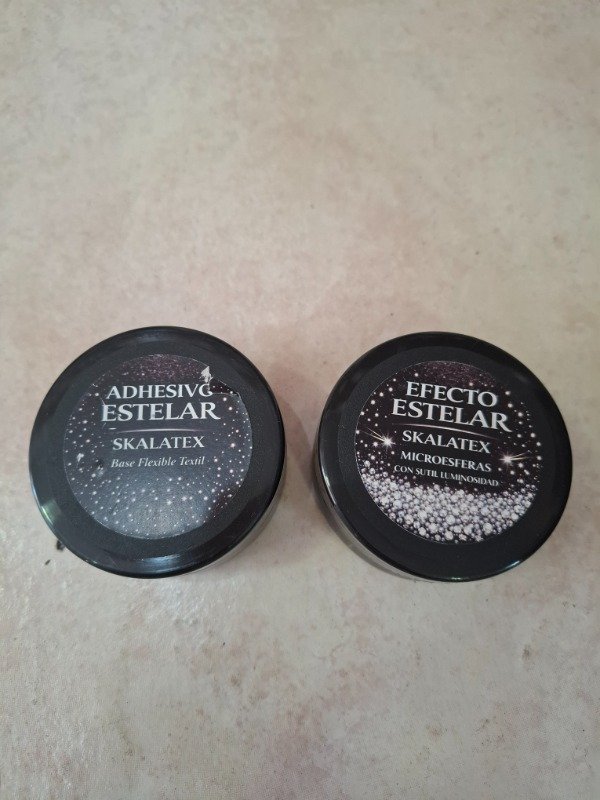 ADHESIVO
ESTELAR
SKALATEX
Base Flexible Textil
EFECTO
ESTELAR
SKALATEX
MICROESFERAS
CON SUTIL LUMINOSIDAD